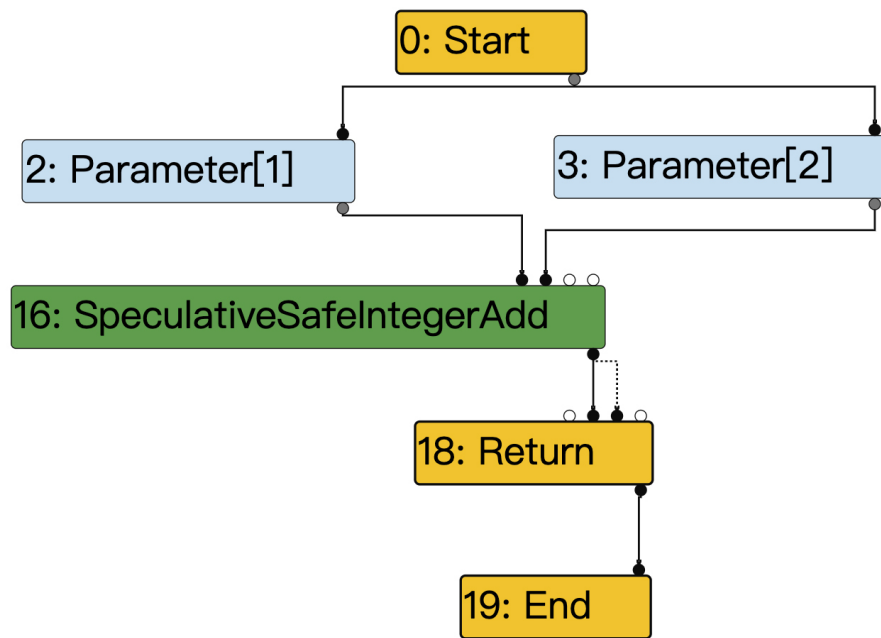 0: Start
2: Parameter[1]
3: Parameter[2]
16: SpeculativeSafeIntegerAdd
18: Return
19: End